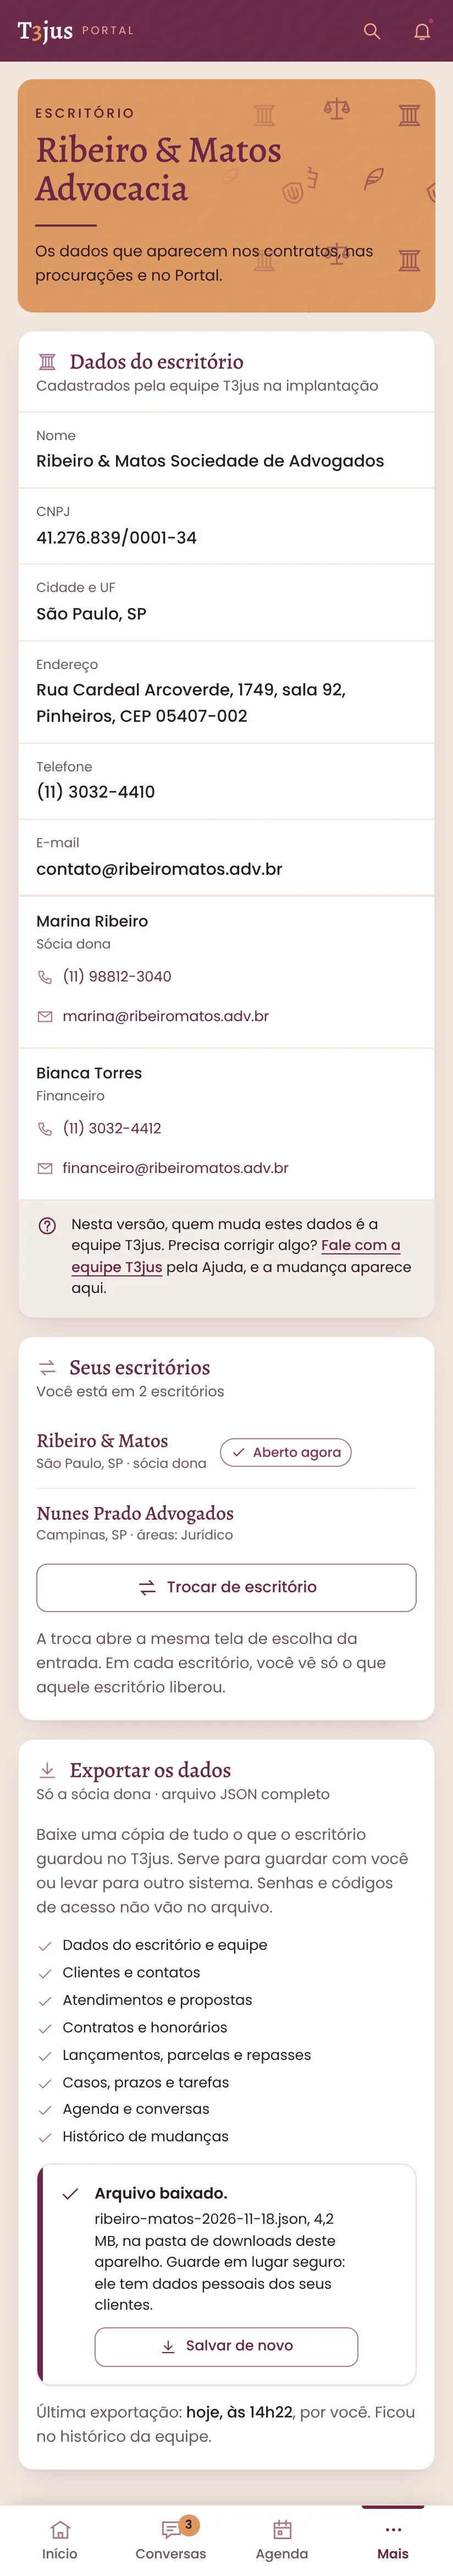 T3jus PORTAL
ESCRITÓRIO
Ribeiro & Matos
Advocacia
Os dados que aparecem nos contratos, nas
procurações e no Portal.
Dados do escritório
Cadastrados pela equipe T3jus na implantação
Nome
Ribeiro & Matos Sociedade de Advogados
CNPJ
41.276.839/0001-34
Cidade e UF
São Paulo, SP
Endereço
Rua Cardeal Arcoverde, 1749, sala 92,
Pinheiros, CEP 05407-002
Telefone
(11) 3032-4410
E-mail
contato@ribeiromatos.adv.br
Marina Ribeiro
Sócia dona
(11) 98812-3040
marina@ribeiromatos.adv.br
Bianca Torres
Financeiro
(11) 3032-4412
financeiro@ribeiromatos.adv.br
Nesta versão, quem muda estes dados é a
equipe T3jus. Precisa corrigir algo? Fale com a
equipe T3jus pela Ajuda, e a mudança aparece
aqui.
Seus escritórios
Você está em 2 escritórios
Ribeiro & Matos
São Paulo, SP · sócia dona
Aberto agora
Nunes Prado Advogados
Campinas, SP · áreas: Jurídico
Trocar de escritório
A troca abre a mesma tela de escolha da
entrada. Em cada escritório, você vê só o que
aquele escritório liberou.
Exportar os dados
Só a sócia dona · arquivo JSON completo
Baixe uma cópia de tudo o que o escritório
guardou no T3jus. Serve para guardar com você
ou levar para outro sistema. Senhas e códigos
de acesso não vão no arquivo.
Dados do escritório e equipe
Clientes e contatos
Atendimentos e propostas
Contratos e honorários
Lançamentos, parcelas e repasses
Casos, prazos e tarefas
Agenda e conversas
Histórico de mudanças
Arquivo baixado.
ribeiro-matos-2026-11-18.json, 4,2
MB, na pasta de downloads deste
aparelho. Guarde em lugar seguro:
ele tem dados pessoais dos seus
clientes.
Salvar de novo
Última exportação: hoje, às 14h22, por você. Ficou
no histórico da equipe.
Início
3
Conversas
Agenda
Mais